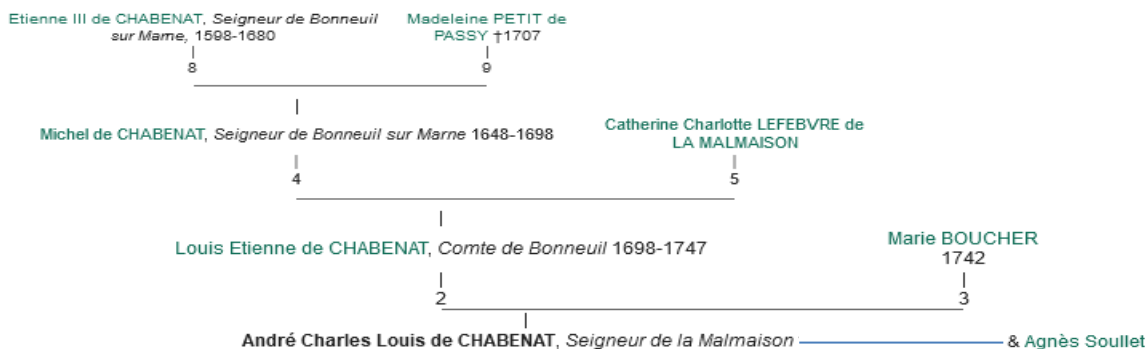 Etienne III de CHABENAT, Seigneur de Bonneuil
sur Marne, 1598-1680
Madeleine PETIT de
PASSY †1707
8
9
Michel de CHABENAT, Seigneur de Bonneuil sur Marne 1648-1698
Catherine Charlotte LEFEBVRE de
LA MALMAISON
4
5
Louis Etienne de CHABENAT, Comte de Bonneuil 1698-1747
Marie BOUCHER
1742
2
3
André Charles Louis de CHABENAT, Seigneur de la Malmaison
& Agnès Soullet